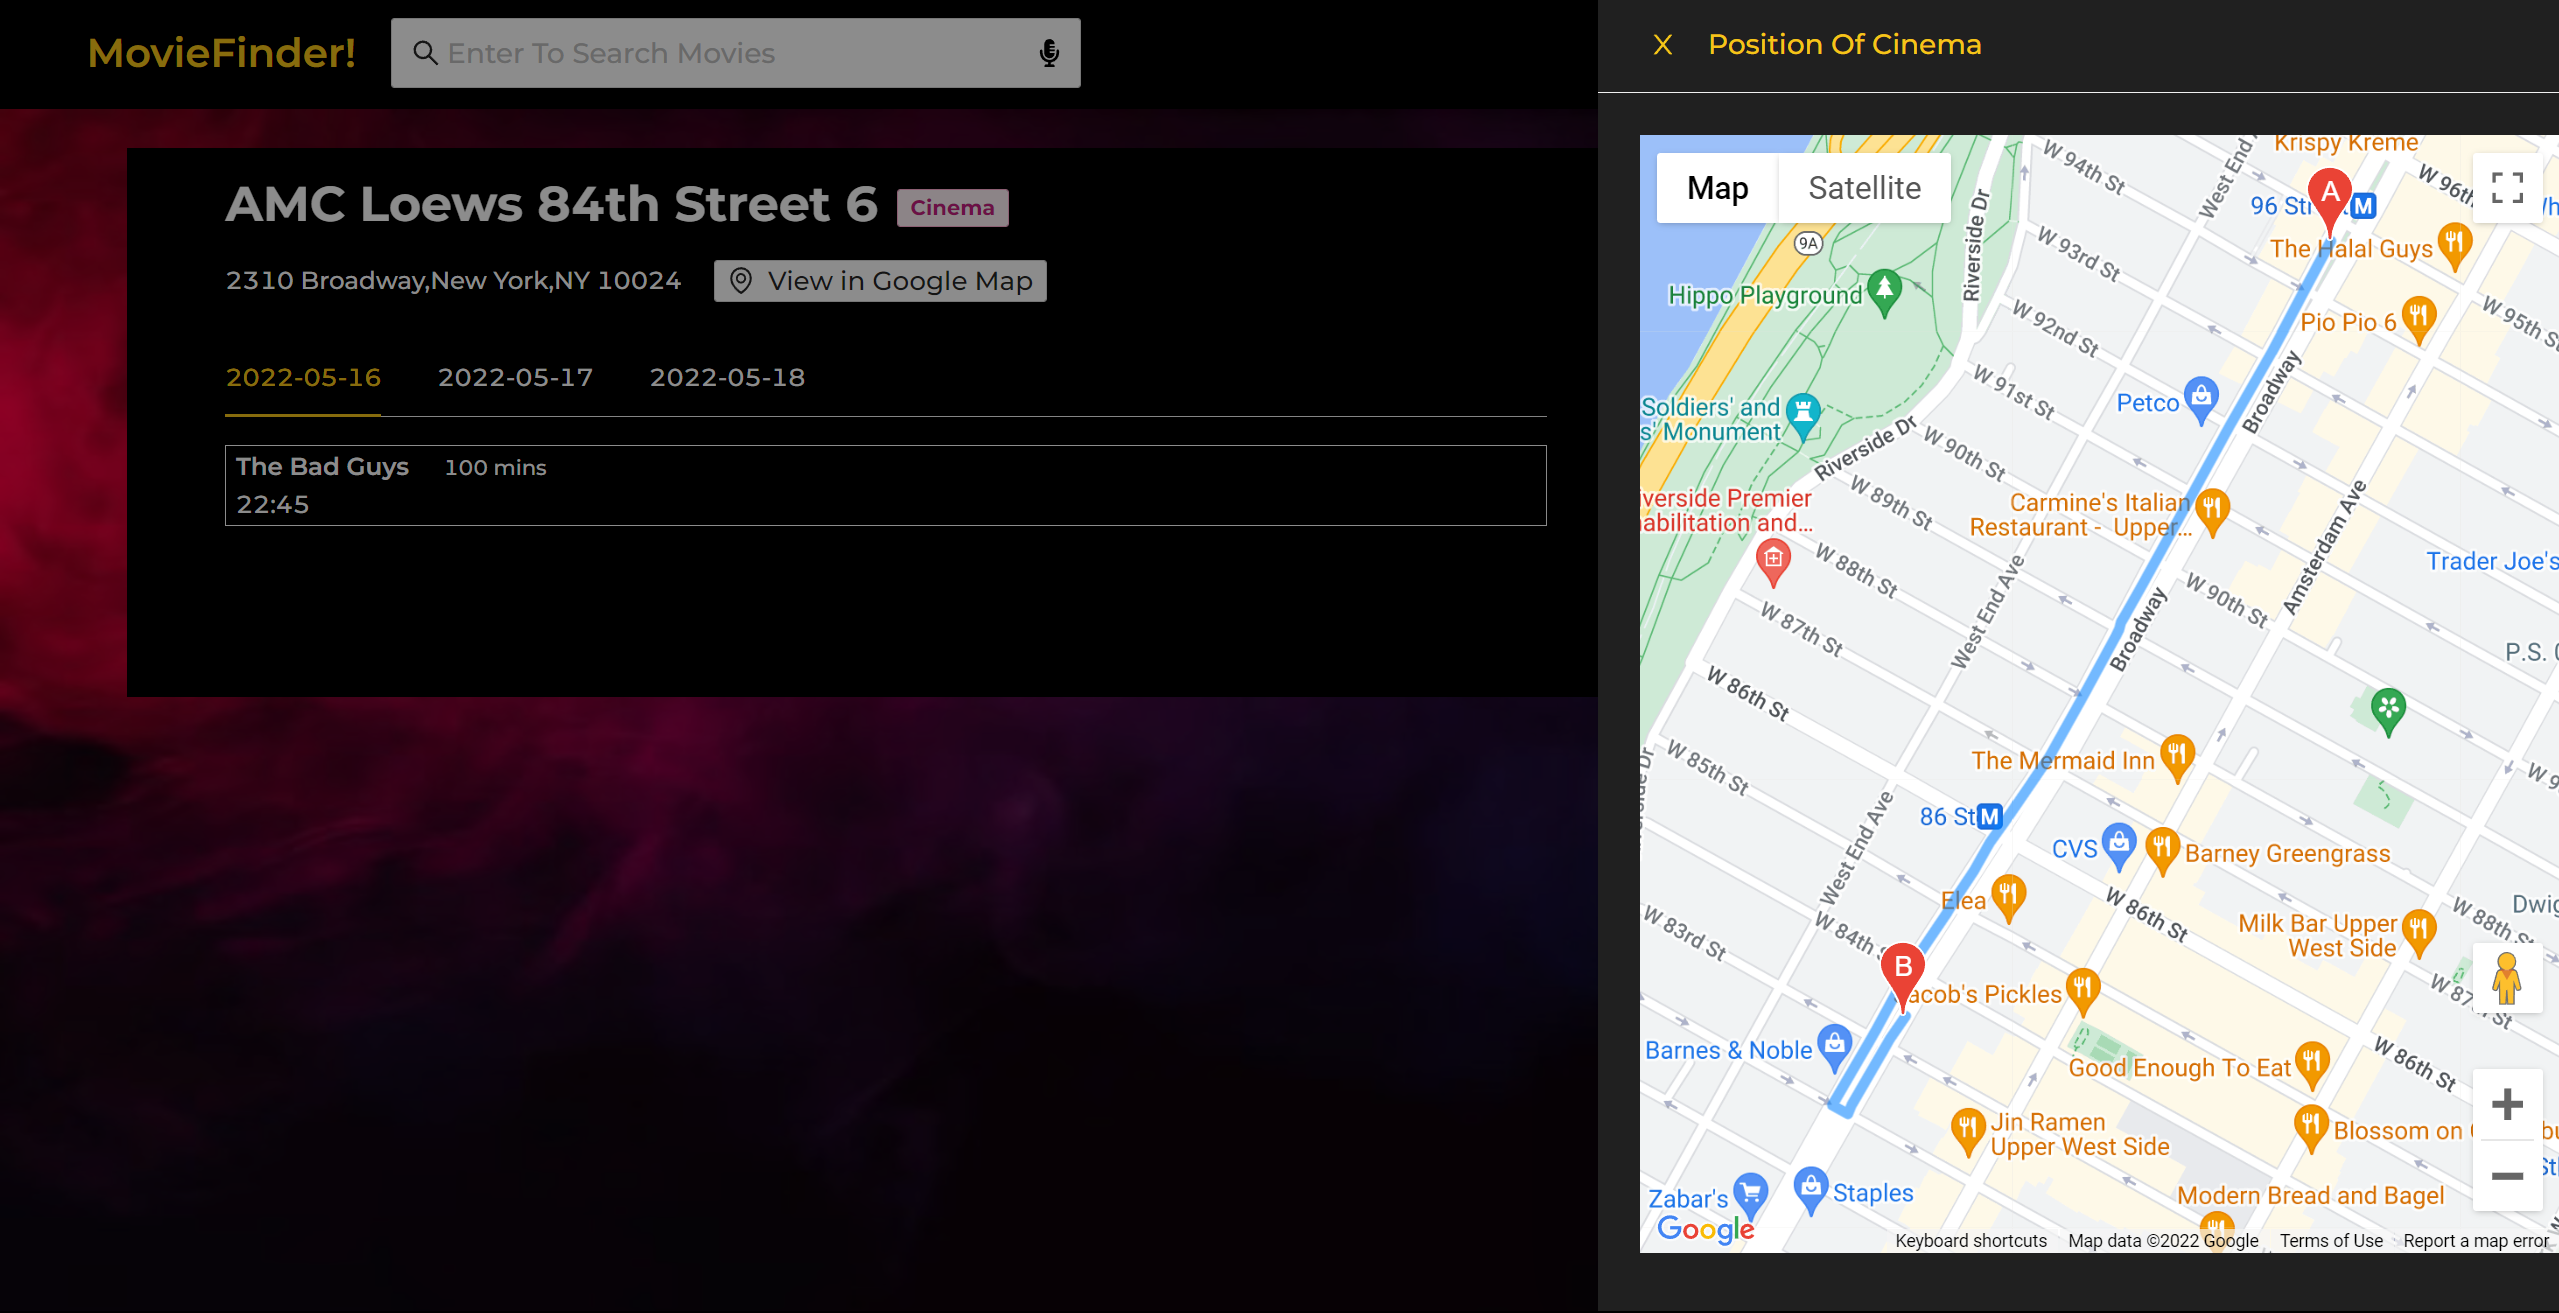 MovieFinder!
Enter To Search Movies
AMC Loews 84th Street 6
Cinema
2310 Broadway,New York,NY 10024
View in Google Map
2022-05-16
2022-05-17
2022-05-18
The Bad Guys
100 mins
22:45
X
Position Of Cinema
Map
Satellite
Krispy Kreme
W 94th St
West End
W 96th
A
96 St
M
The Halal Guys
9A
Riverside Dr
W 93rd St
Hippo Playground
W 92nd St
Pio Pio 6
W 95th St
Broadway
W 91st St
Petco
Soldiers' and
s' Monument
Riverside Dr
W 90th St
W 89th St
Carmine's Italian
Restaurant - Upper...
Amsterdam Ave
iverside Premier
abilitation and...
W 88th St
Trader Joe's
W 90th St
West End Ave
W 87th St
Broadway
P.S.
W 86th St
The Mermaid Inn
W 85th St
86 St
M
CVS
Barney Greengrass
West End Ave
Elea
W 86th St
Milk Bar Upper
West Side
W 88th St
W 83rd St
W 84th S
B
acob's Pickles
W 87th St
Barnes & Noble
Good Enough To Eat
W 86th St
Jin Ramen
Upper West Side
Blossom on
Zabar's
Staples
Modern Bread and Bagel
Google
Keyboard shortcuts
Map data ©2022 Google
Terms of Use
Report a map error